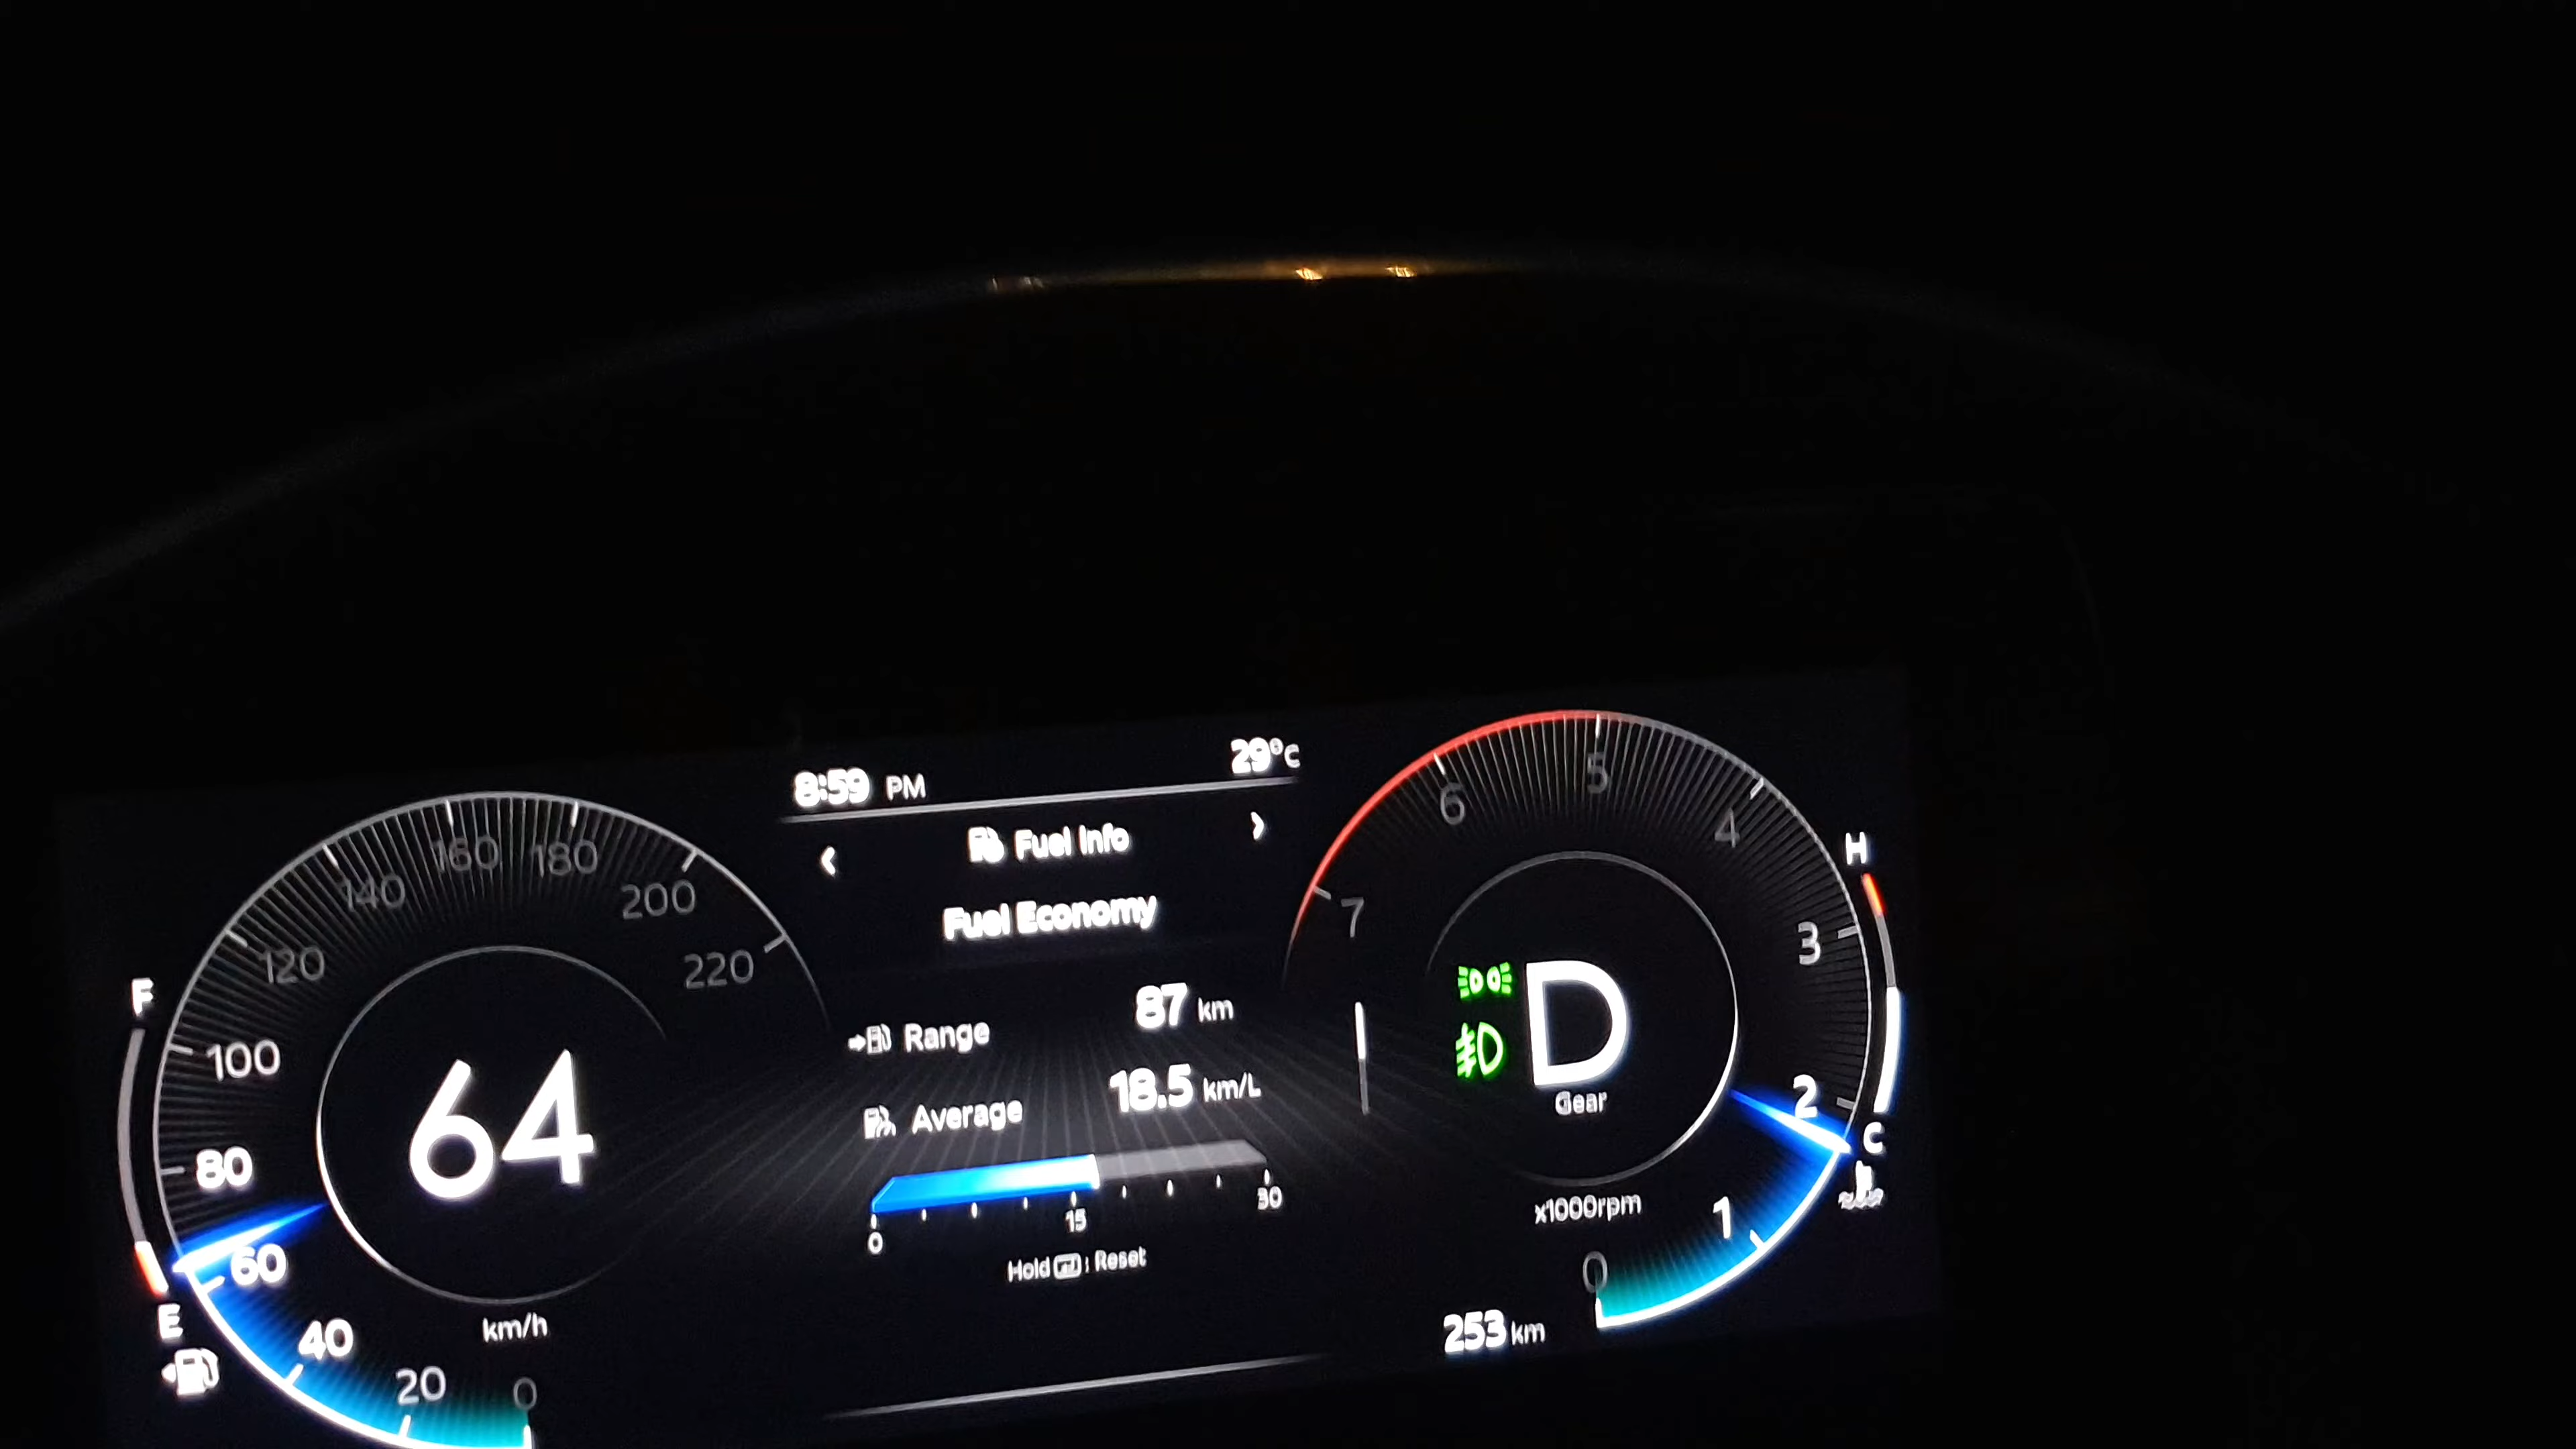 8:59 PM
29°C
‹ Fuel Info ›
Fuel Economy
Range 87 km
Average 18.5 km/L
0 15 30
Hold : Reset
253 km
F
E
0 20 40 60 80 100 120 140 160 180 200 220
64
km/h
0 1 2 3 4 5 6 7
D
Gear
x1000rpm
H
C